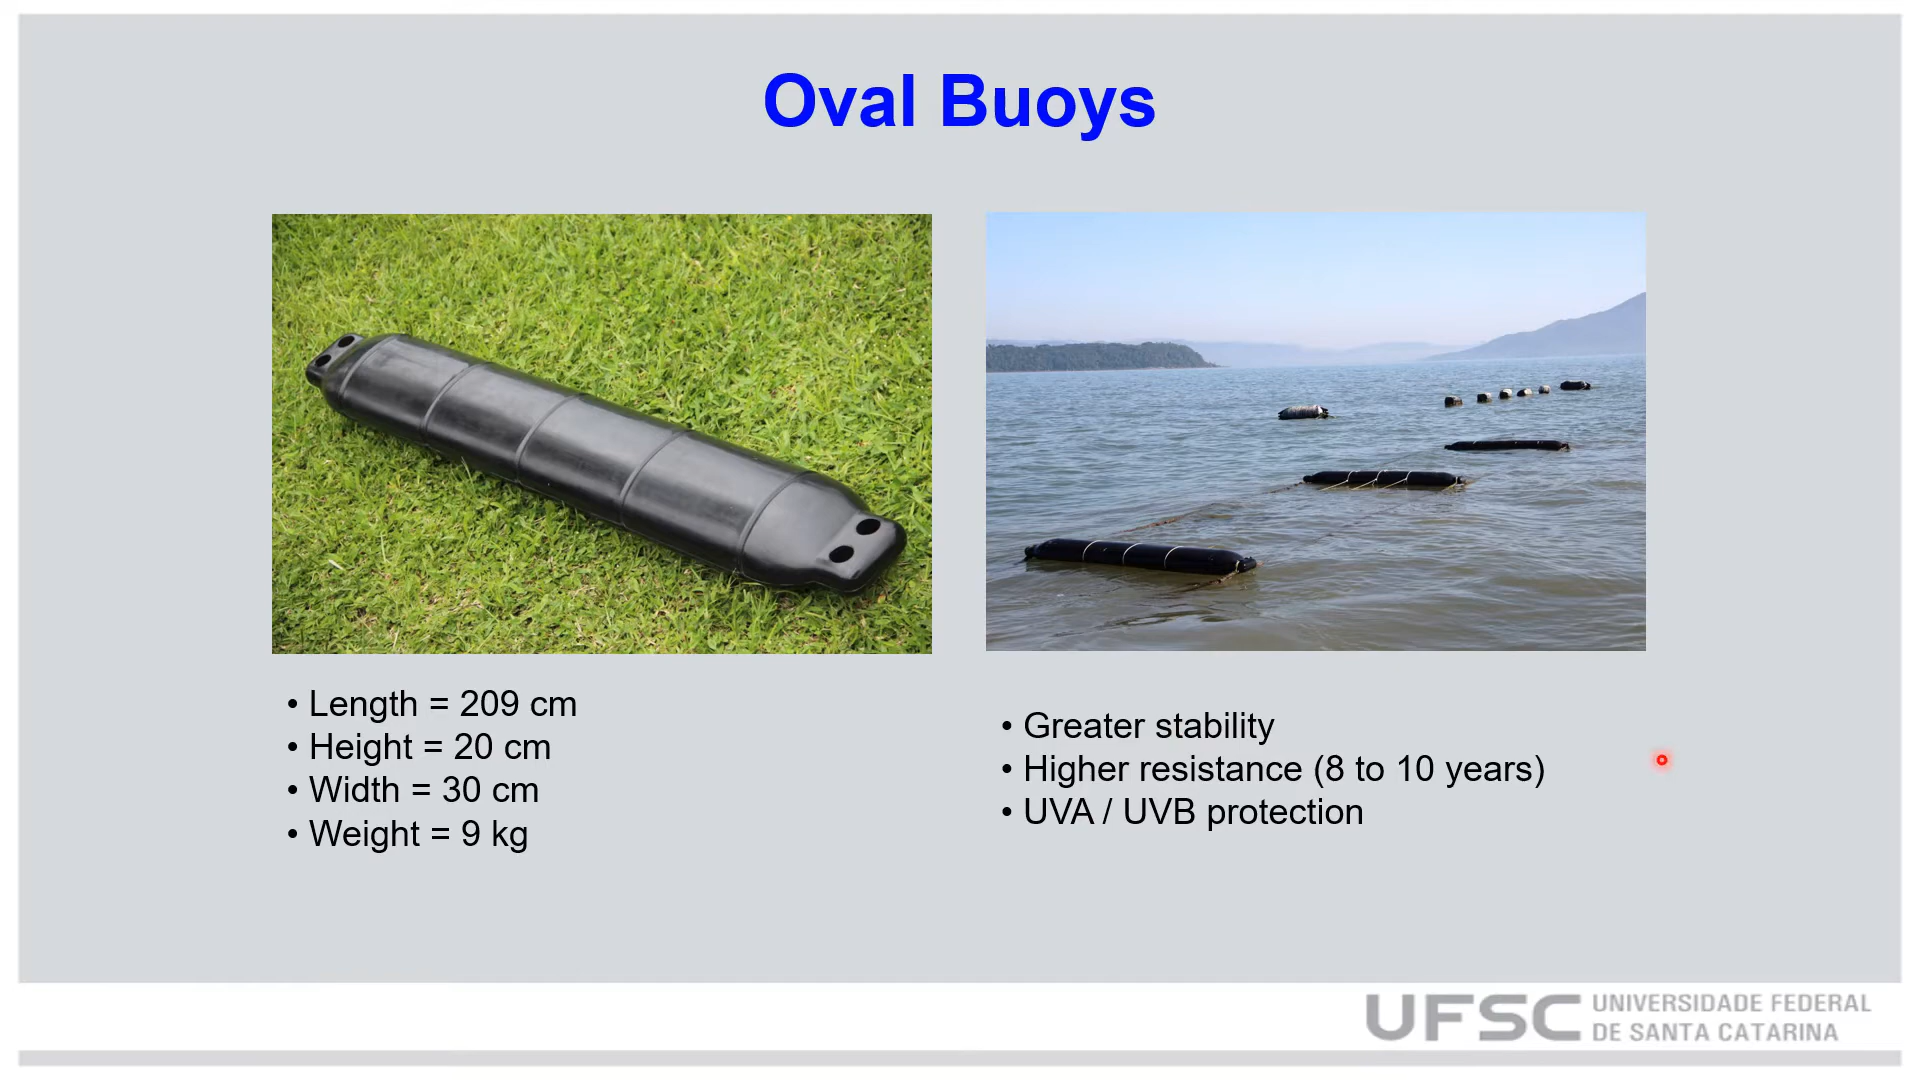 Oval Buoys
• Length = 209 cm
• Height = 20 cm
• Width = 30 cm
• Weight = 9 kg
• Greater stability
• Higher resistance (8 to 10 years)
• UVA / UVB protection
UFSC
UNIVERSIDADE FEDERAL
DE SANTA CATARINA